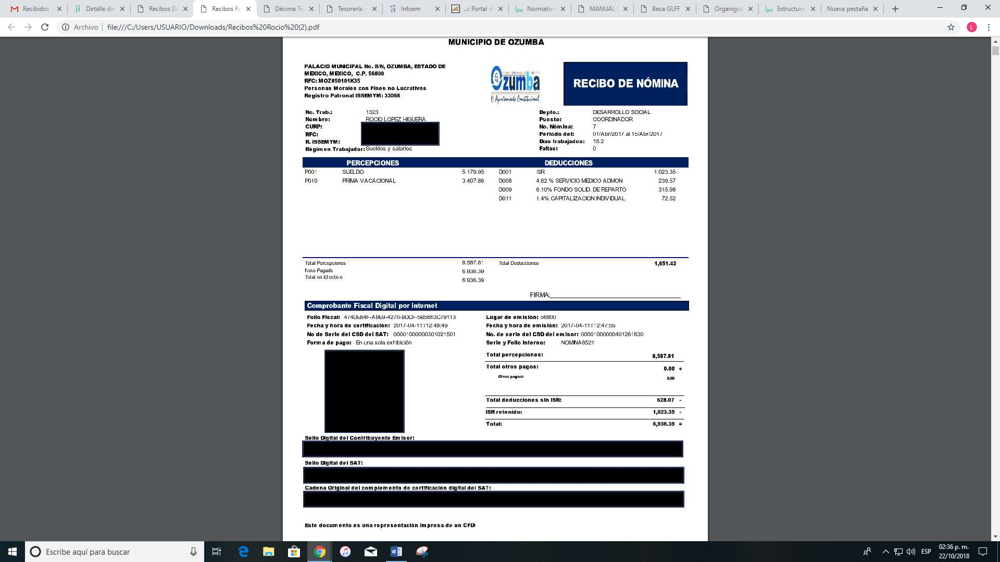 Recibidos
Detalle del
Recibos Di
Recibos Ro
Décima Te
Tesorería -
Infoem
..:: Portal d
Normativi
MANUAL D
Beca GLFF
Organigra
Estructura
Nueva pestaña
Archivo file:///C:/Users/USUARIO/Downloads/Recibos%20Rocio%20(2).pdf L
MUNICIPIO DE OZUMBA
PALACIO MUNICIPAL No. S/N, OZUMBA, ESTADO DE
MEXICO, MEXICO, C.P. 56800
RFC: MOZ850101K35
Personas Morales con Fines no Lucrativos
Registro Patronal ISSEMYM: 33068
Ozumba
H. Ayuntamiento Constitucional
RECIBO DE NÓMINA
No. Trab.: 1323
Nombre: ROCIO LOPEZ HIGUERA
CURP:
RFC:
R. ISSEMYM:
Régimen Trabajador: Sueldos y salarios
Depto.: DESARROLLO SOCIAL
Puesto: COORDINADOR
No. Nómina: 7
Periodo del: 01/Abr/2017 al 15/Abr/2017
Días trabajados: 15.2
Faltas: 0
PERCEPCIONES DEDUCCIONES
P001 SUELDO 5,179.95 D001 ISR 1,023.35
P010 PRIMA VACACIONAL 3,407.86 D008 4.62 % SERVICIO MEDICO ADMON 239.57
D009 6.10% FONDO SOLID. DE REPARTO 315.98
D011 1.4% CAPITALIZACION INDIVIDUAL 72.52
Total Percepciones 8,587.81 Total Deducciones 1,651.42
Neto Pagado 6,936.39
Total en Efectivo 6,936.39
FIRMA:
Comprobante Fiscal Digital por Internet
Folio Fiscal: 474DE64F-A9E9-4270-9DCF-5B5663C79113 Lugar de emisión: 56800
Fecha y hora de certificación: 2017-04-11T12:48:49 Fecha y hora de emisión: 2017-04-11T12:47:55
No de Serie del CSD del SAT: 00001000000301021501 No. de serie del CSD del emisor: 00001000000401261630
Forma de pago: En una sola exhibición Serie y Folio Interno: NOMINA8521
Total percepciones: 8,587.81
Total otros pagos: 0.00 +
Otros pagos: 0.00
Total deducciones sin ISR: 628.07 -
ISR retenido: 1,023.35 -
Total: 6,936.39 =
Sello Digital del Contribuyente Emisor:
Sello Digital del SAT:
Cadena Original del complemento de certificación digital del SAT:
Este documento es una representación impresa de un CFDI
Escribe aquí para buscar
ESP
02:36 p. m.
22/10/2018